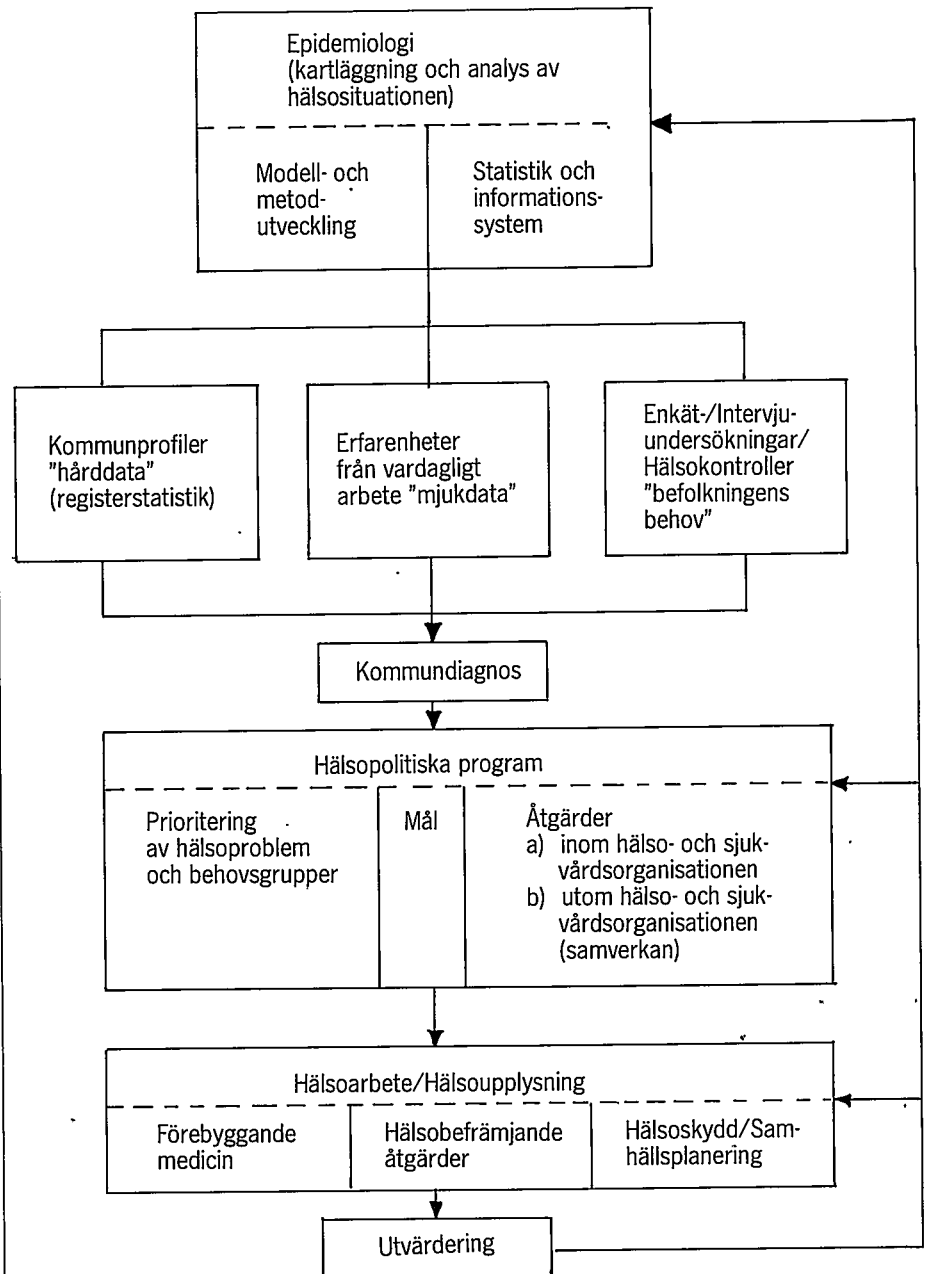 Epidemiologi
(kartläggning och analys av
hälsosituationen)
Modell- och
metod-
utveckling
Statistik och
informations-
system
Kommunprofiler
"hårddata"
(registerstatistik)
Erfarenheter
från vardagligt
arbete "mjukdata"
Enkät-/Intervju-
undersökningar/
Hälsokontroller
"befolkningens
behov"
Kommundiagnos
Hälsopolitiska program
Prioritering
av hälsoproblem
och behovsgrupper
Mål
Åtgärder
a) inom hälso- och sjuk-
vårdsorganisationen
b) utom hälso- och sjuk-
vårdsorganisationen
(samverkan)
Hälsoarbete/Hälsoupplysning
Förebyggande
medicin
Hälsobefrämjande
åtgärder
Hälsoskydd/Sam-
hällsplanering
Utvärdering